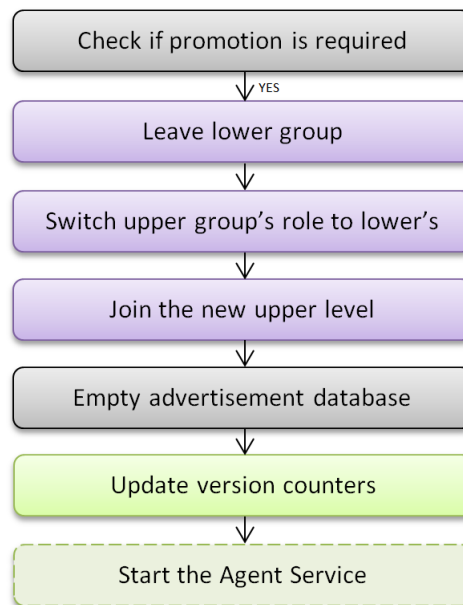 Check if promotion is required
YES
Leave lower group
Switch upper group's role to lower's
Join the new upper level
Empty advertisement database
Update version counters
Start the Agent Service